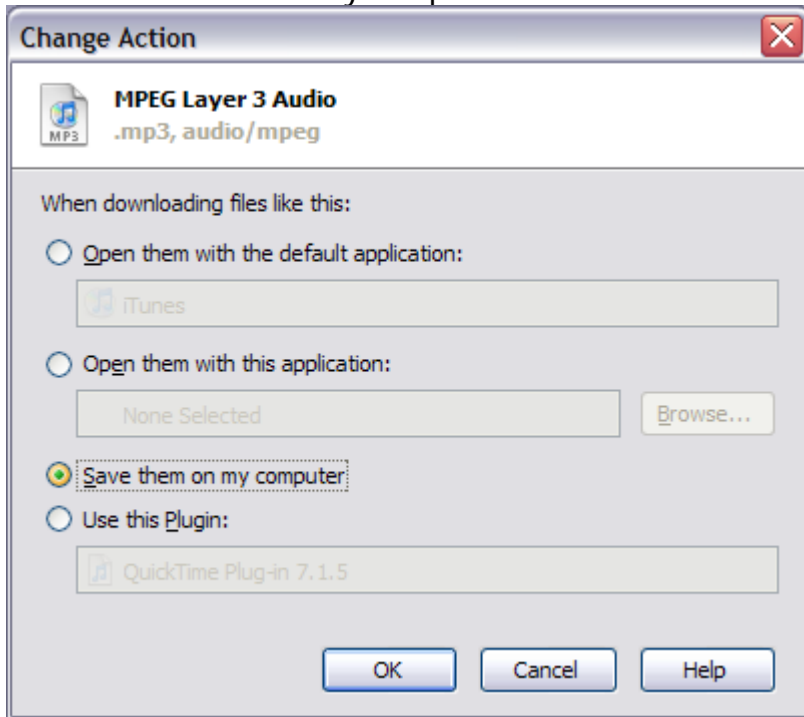 Change Action
MPEG Layer 3 Audio
MP3
.mp3, audio/mpeg
When downloading files like this:
Open them with the default application:
iTunes
Open them with this application:
None Selected
Browse...
Save them on my computer
Use this Plugin:
QuickTime Plug-in 7.1.5
OK
Cancel
Help